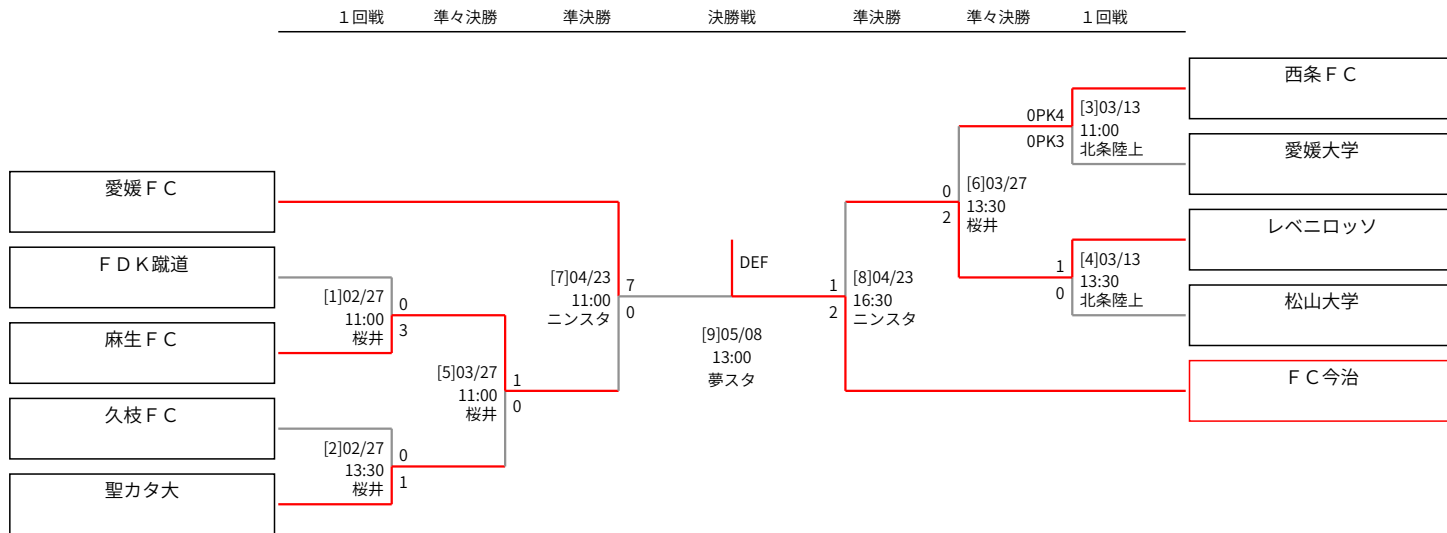 １回戦
準々決勝
準決勝
決勝戦
準決勝
準々決勝
１回戦
愛媛ＦＣ
ＦＤＫ蹴道
麻生ＦＣ
久枝ＦＣ
聖カタ大
[1]02/27
11:00
桜井
0
3
[2]02/27
13:30
桜井
0
1
[5]03/27
11:00
桜井
1
0
[7]04/23
11:00
ニンスタ
7
0
DEF
[9]05/08
13:00
夢スタ
1
2
[8]04/23
16:30
ニンスタ
0
2
[6]03/27
13:30
桜井
0PK4
0PK3
[3]03/13
11:00
北条陸上
1
0
[4]03/13
13:30
北条陸上
西条ＦＣ
愛媛大学
レベニロッソ
松山大学
ＦＣ今治